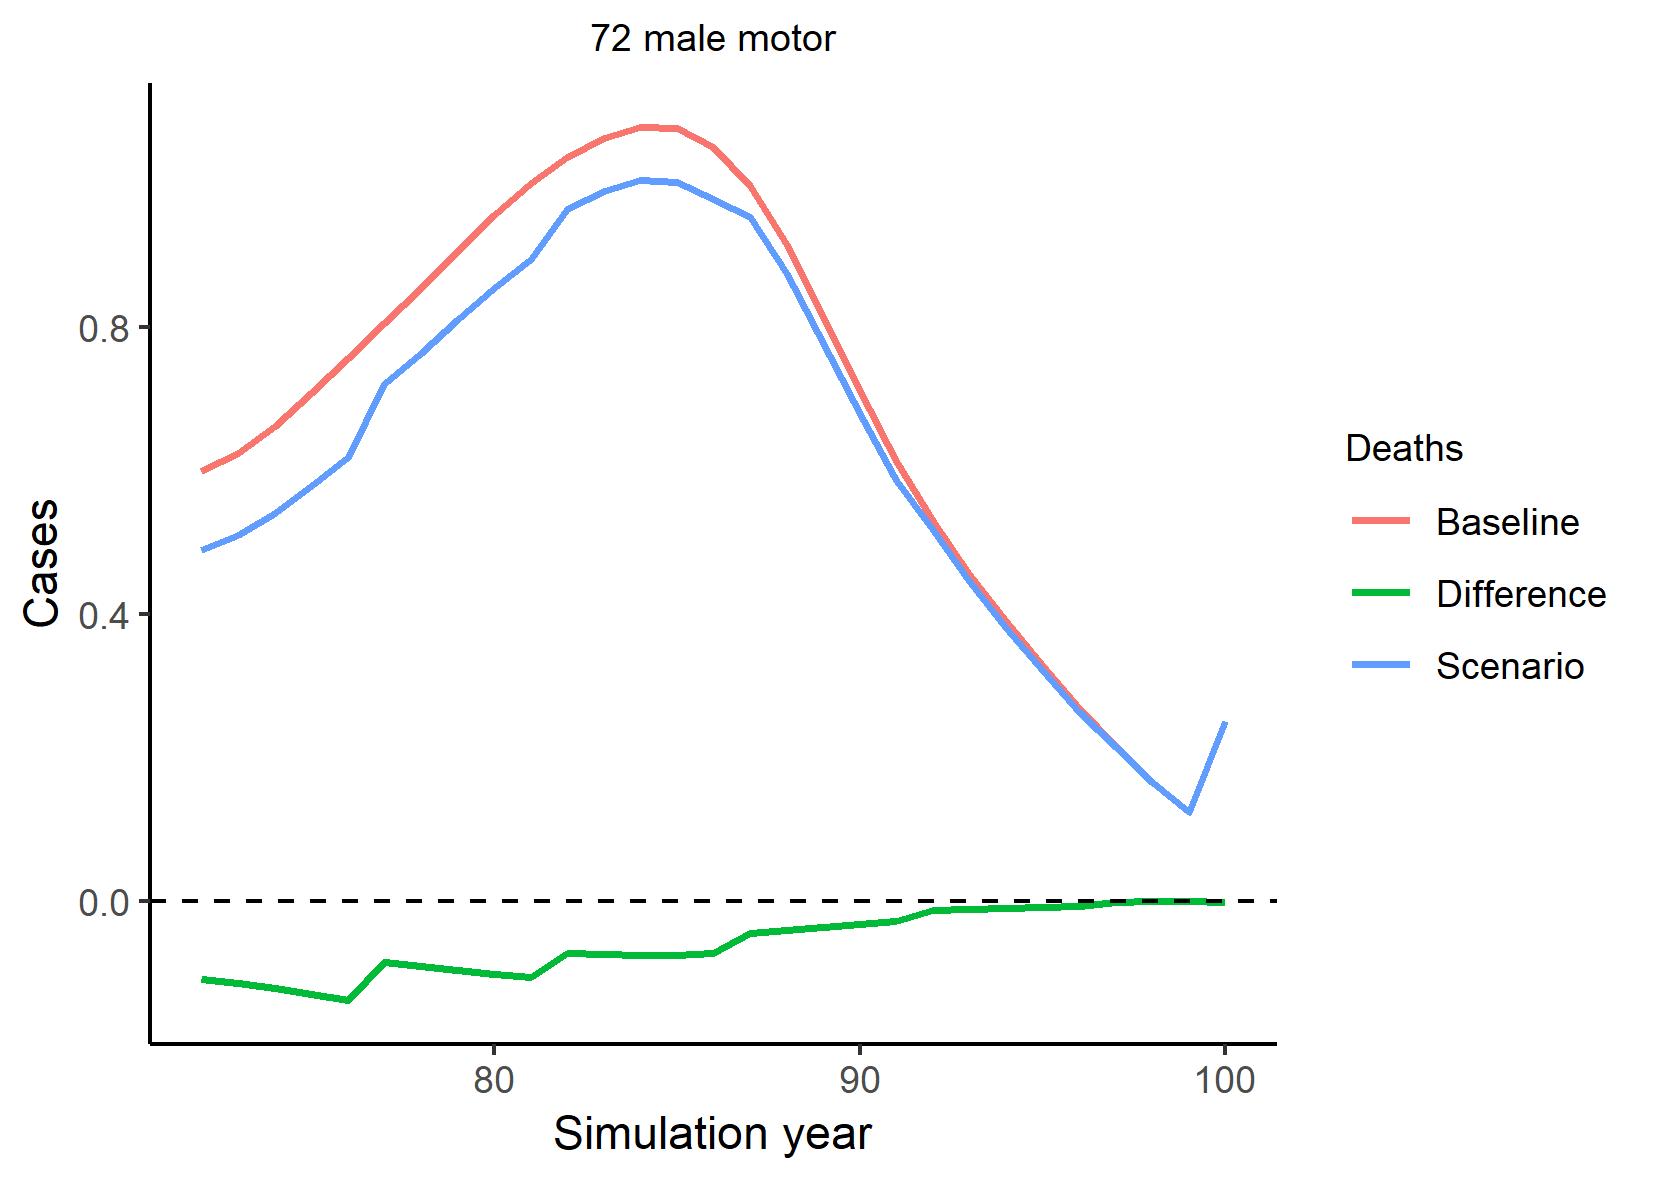 72 male motor
Cases
0.8
0.4
0.0
80 90 100
Simulation year
Deaths
Baseline
Difference
Scenario